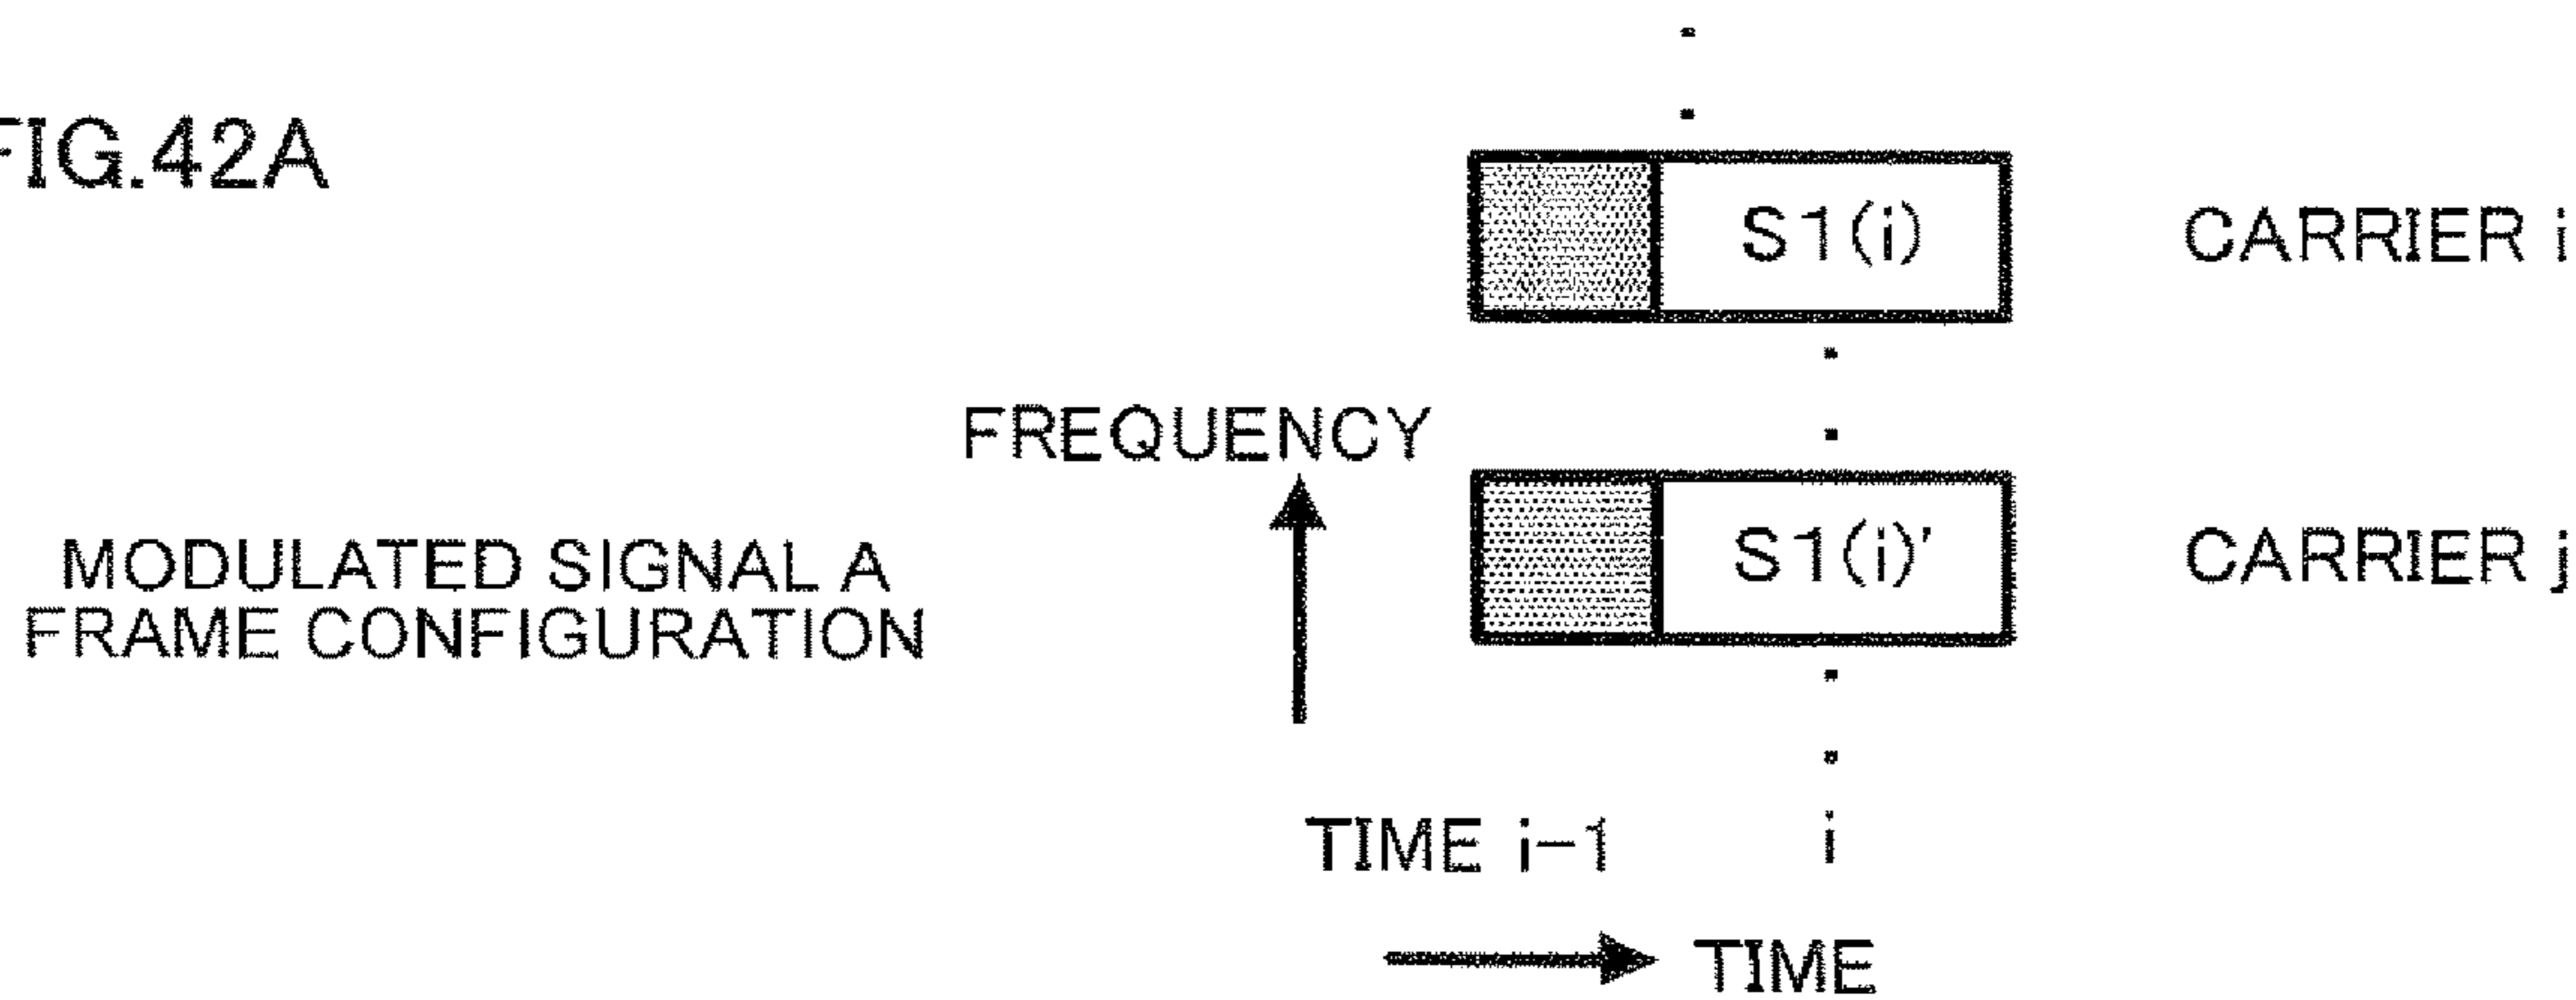 FIG.42A
S1(i) CARRIER i
FREQUENCY
S1(i)' CARRIER j
MODULATED SIGNAL A
FRAME CONFIGURATION
TIME i-1 i
TIME